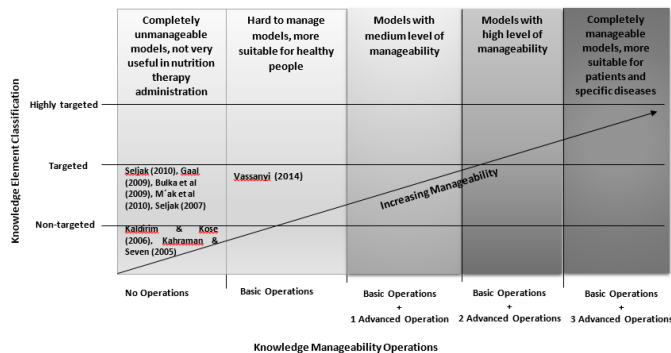 Completely
unmanageable
models, not very
useful in nutrition
therapy
administration
Hard to manage
models, more
suitable for healthy
people
Models with
medium level of
manageability
Models with
high level of
manageability
Completely
manageable
models, more
suitable for
patients and
specific diseases
Knowledge Element Classification
Highly targeted
Targeted
Non-targeted
Seljak (2010), Gaal
(2009), Bulka et al
(2009), M´ak et al
(2010), Seljak (2007)
Vassanyi (2014)
Kaldirim & Kose
(2006), Kahraman &
Seven (2005)
Increasing Manageability
No Operations
Basic Operations
Basic Operations
+
1 Advanced Operation
Basic Operations
+
2 Advanced Operations
Basic Operations
+
3 Advanced Operations
Knowledge Manageability Operations